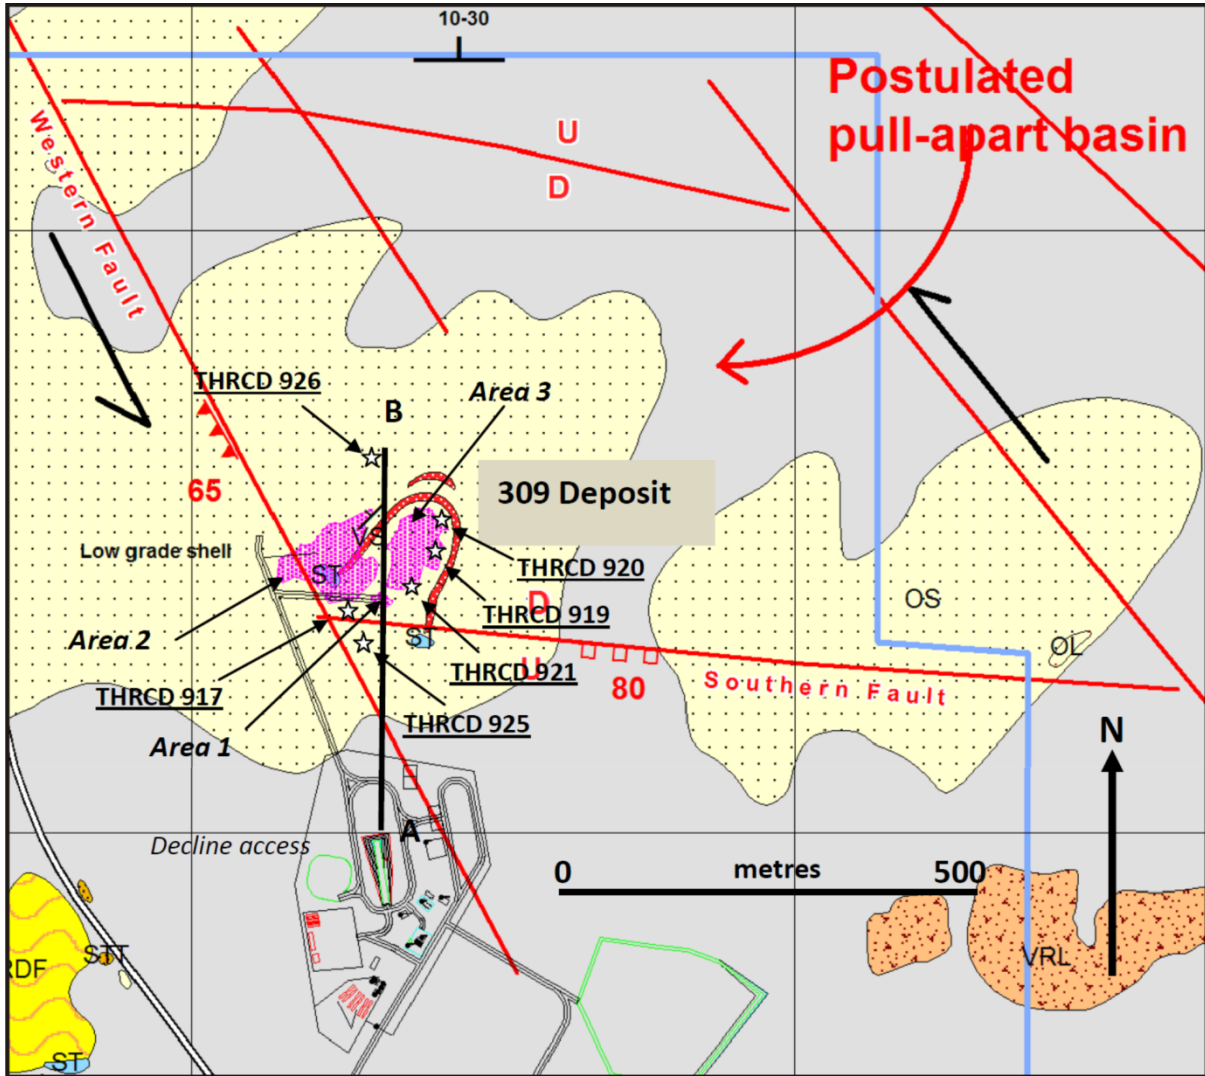 10-30
Postulated
pull-apart basin
U
D
Western Fault
THRCD 926
Area 3
B
65
309 Deposit
Low grade shell
VS
ST
THRCD 920
D
THRCD 919
OS
Area 2
ST
OL
U
THRCD 921
80
Southern Fault
THRCD 917
THRCD 925
N
Area 1
A
Decline access
0
metres
500
STT
RDF
VRL
ST